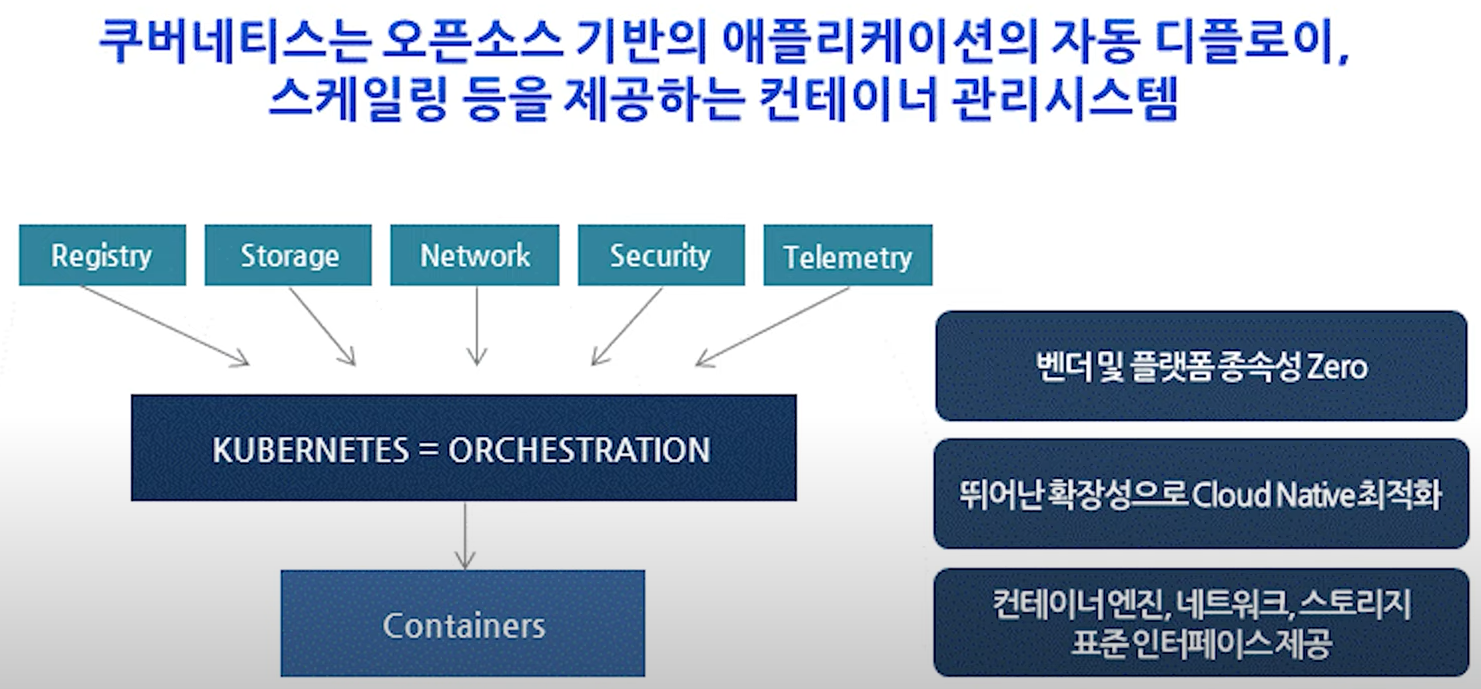 쿠버네티스는 오픈소스 기반의 애플리케이션의 자동 디플로이,
스케일링 등을 제공하는 컨테이너 관리시스템
Registry
Storage
Network
Security
Telemetry
KUBERNETES = ORCHESTRATION
Containers
벤더 및 플랫폼 종속성 Zero
뛰어난 확장성으로 Cloud Native 최적화
컨테이너 엔진, 네트워크, 스토리지
표준 인터페이스 제공